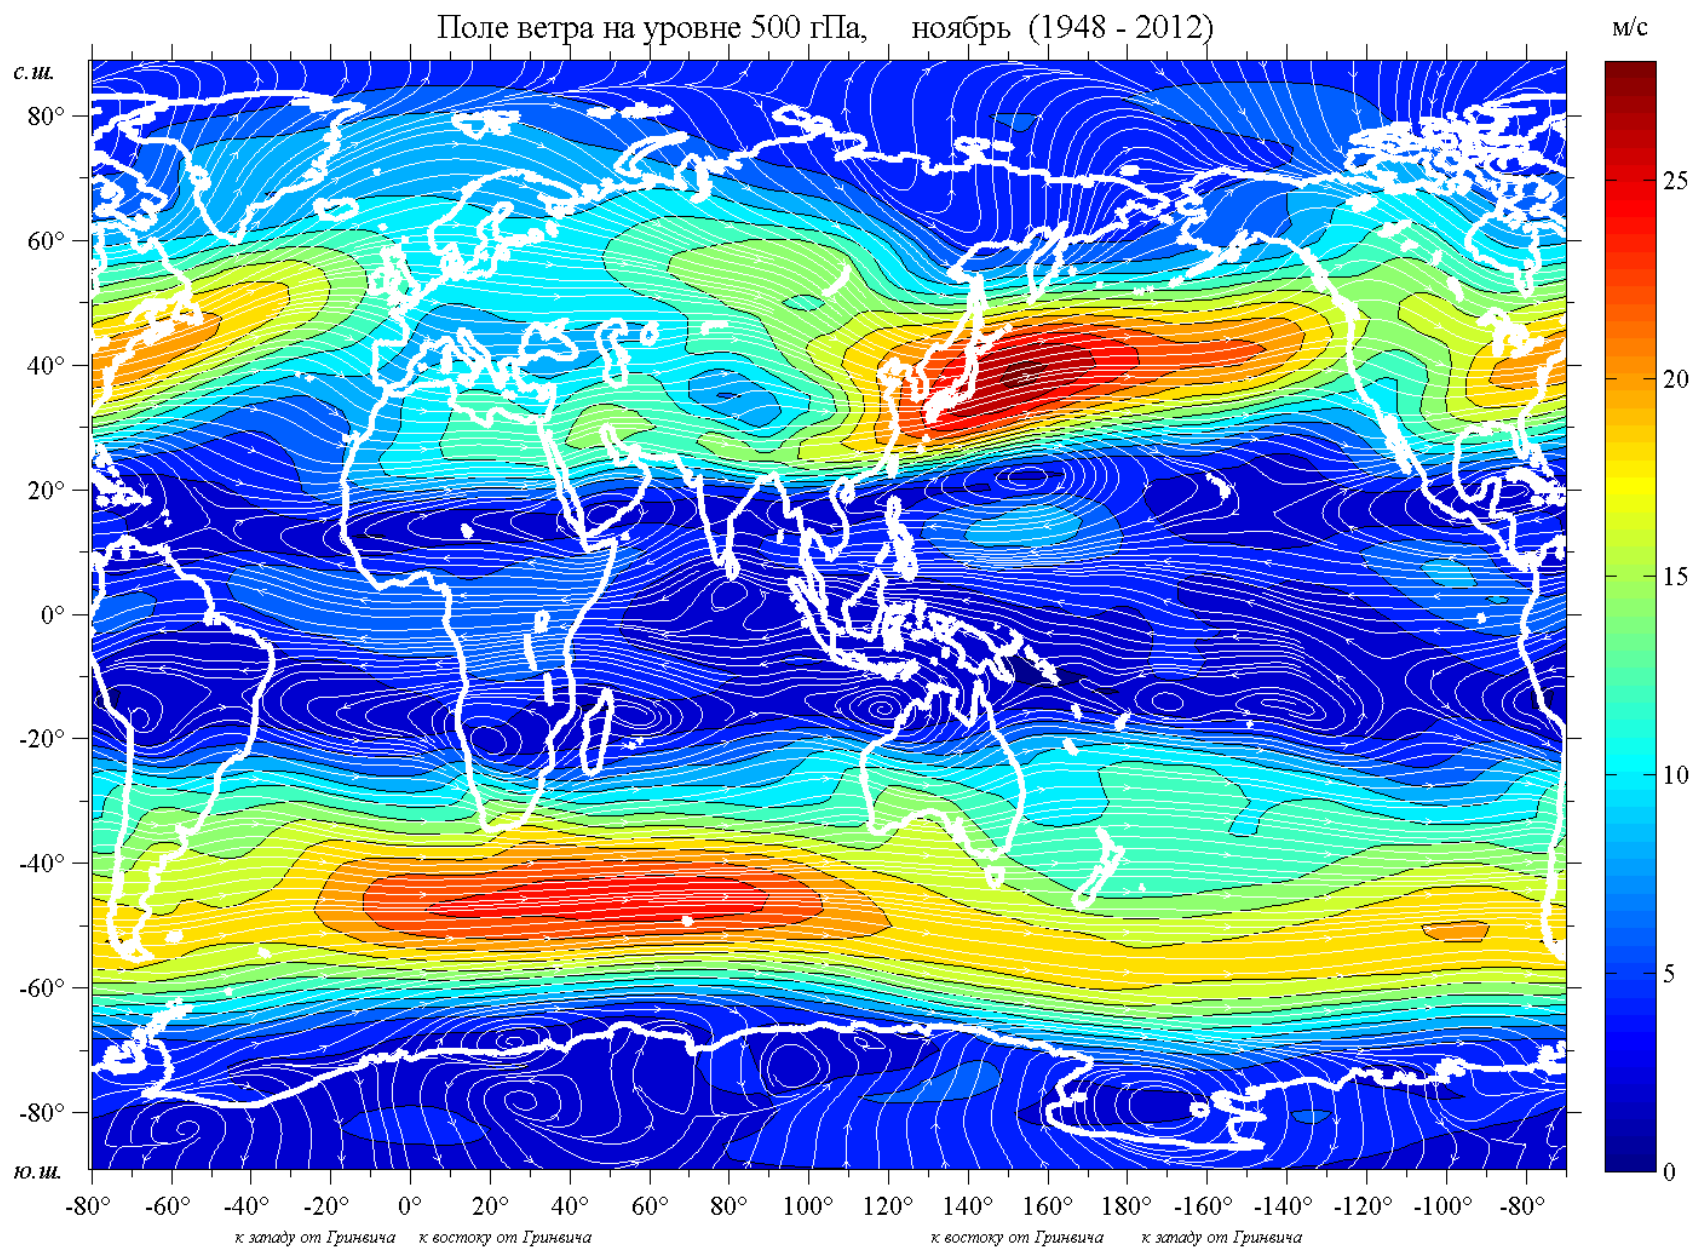 Поле ветра на уровне 500 гПа, ноябрь (1948 - 2012)
м/с
с.ш.
80°
60°
40°
20°
0°
-20°
-40°
-60°
-80°
ю.ш.
25
20
15
10
5
0
-80° -60° -40° -20° 0° 20° 40° 60° 80° 100° 120° 140° 160° 180° -160° -140° -120° -100° -80°
к западу от Гринвича к востоку от Гринвича к востоку от Гринвича к западу от Гринвича